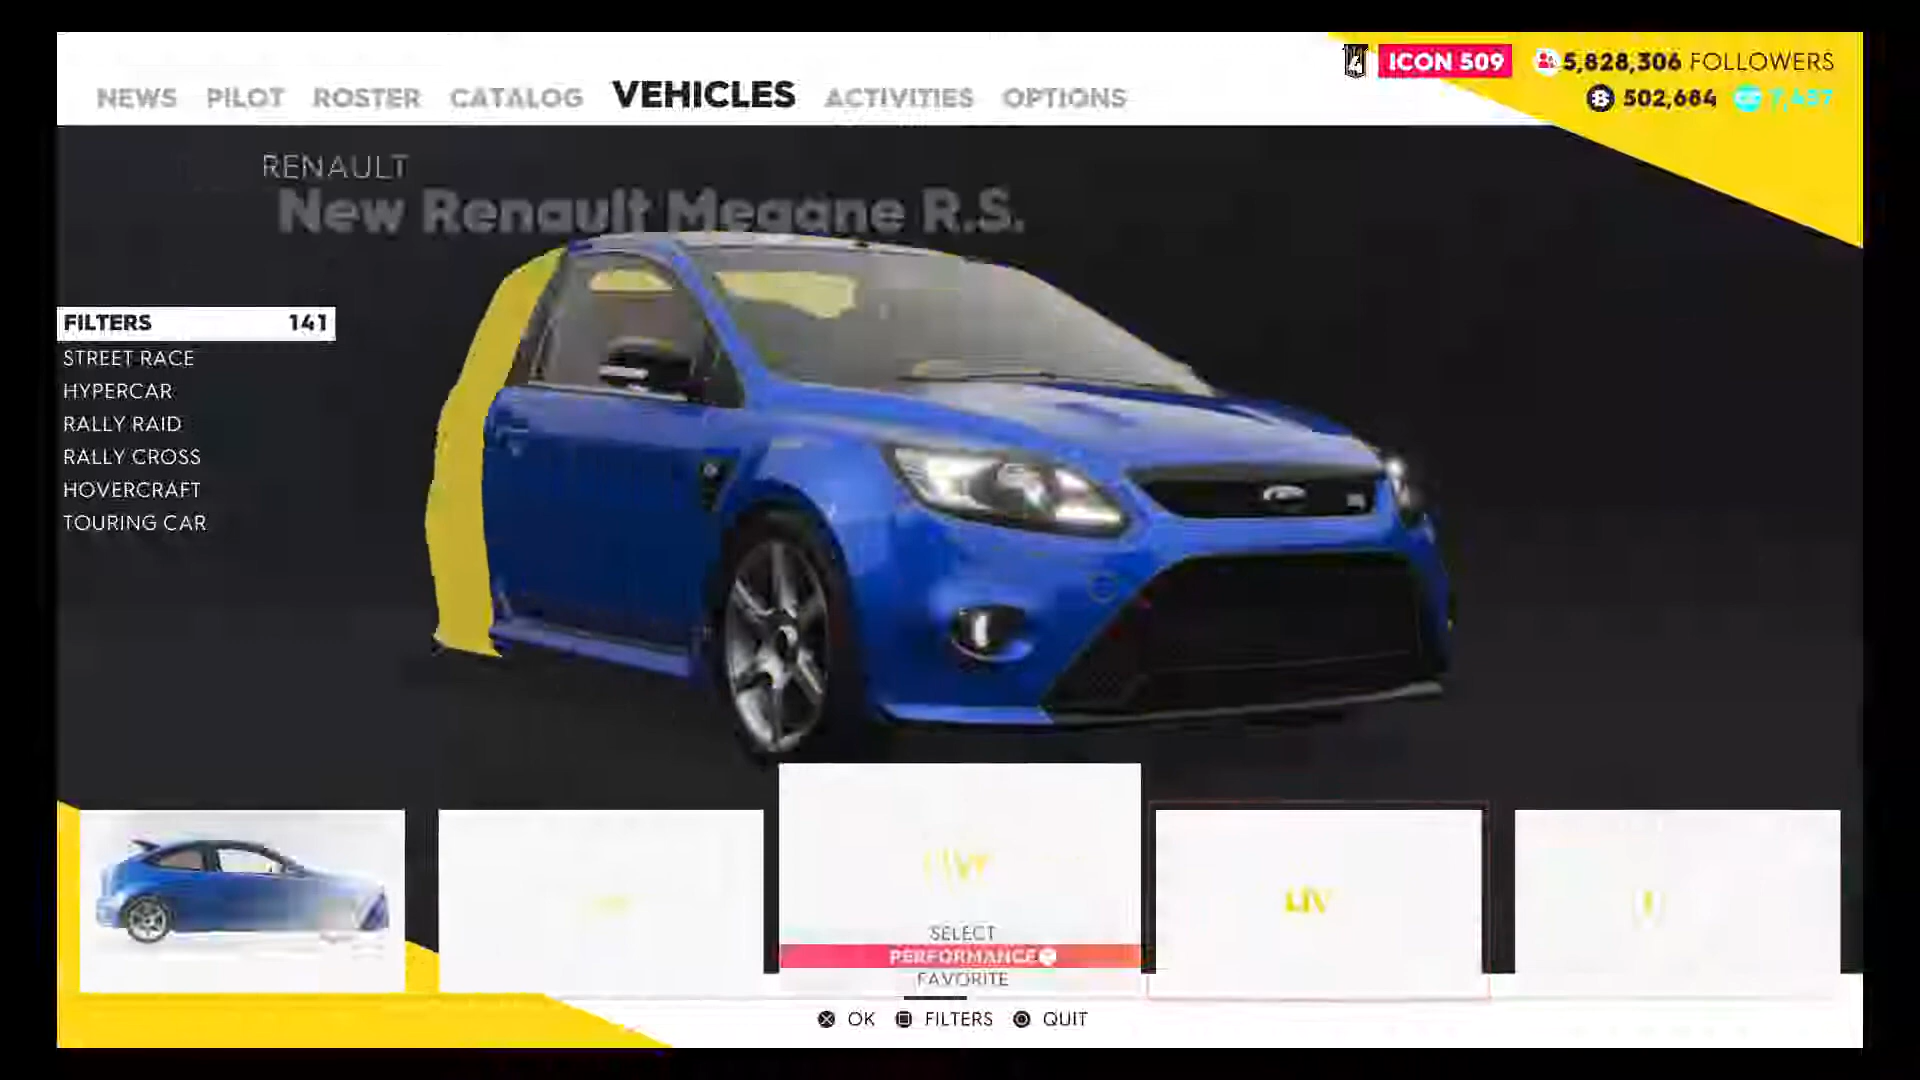 ICON 509 5,828,306 FOLLOWERS
NEWS PILOT ROSTER CATALOG VEHICLES ACTIVITIES OPTIONS
502,684
RENAULT
New Renault Megane R.S.
FILTERS 141
STREET RACE
HYPERCAR
RALLY RAID
RALLY CROSS
HOVERCRAFT
TOURING CAR
SELECT
PERFORMANCE
FAVORITE
OK FILTERS QUIT